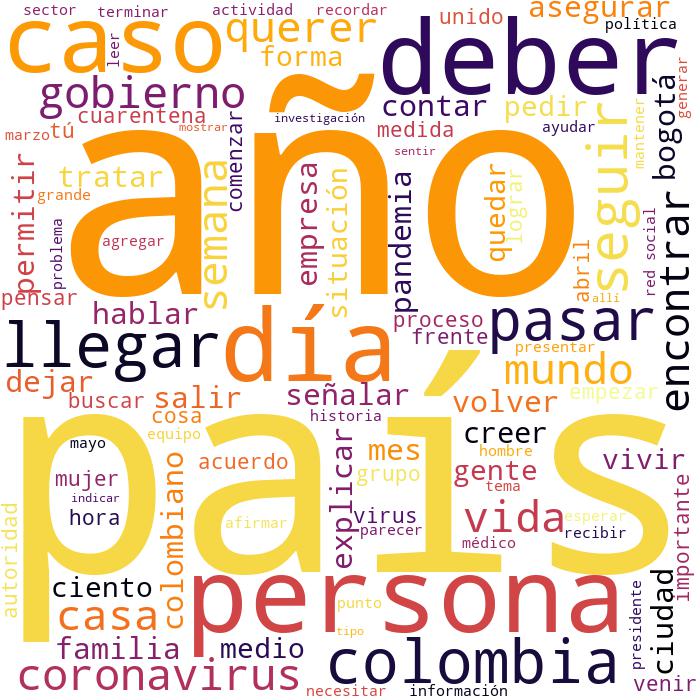 sector
terminar
actividad
recordar
unido
asegurar
política
caso
leer
querer
forma
deber
gobierno
cuarentena
contar
pedir
bogotá
generar
marzo
tú
mostrar
investigación
medida
ayudar
mantener
sentir
año
permitir
tratar
grande
semana
comenzar
empresa
situación
pandemia
quedar
lograr
seguir
encontrar
problema
agregar
abril
red social
allí
pensar
hablar
proceso
frente
pasar
presentar
llegar
día
mundo
dejar
buscar
salir
señalar
volver
empezar
cosa
historia
creer
país
mayo
equipo
explicar
mes
hombre
vivir
mujer
acuerdo
grupo
gente
tema
importante
indicar
hora
colombiano
afirmar
virus
parecer
vida
esperar
recibir
médico
autoridad
ciento
persona
casa
punto
tipo
presidente
ciudad
familia
medio
colombia
coronavirus
necesitar
información
venir